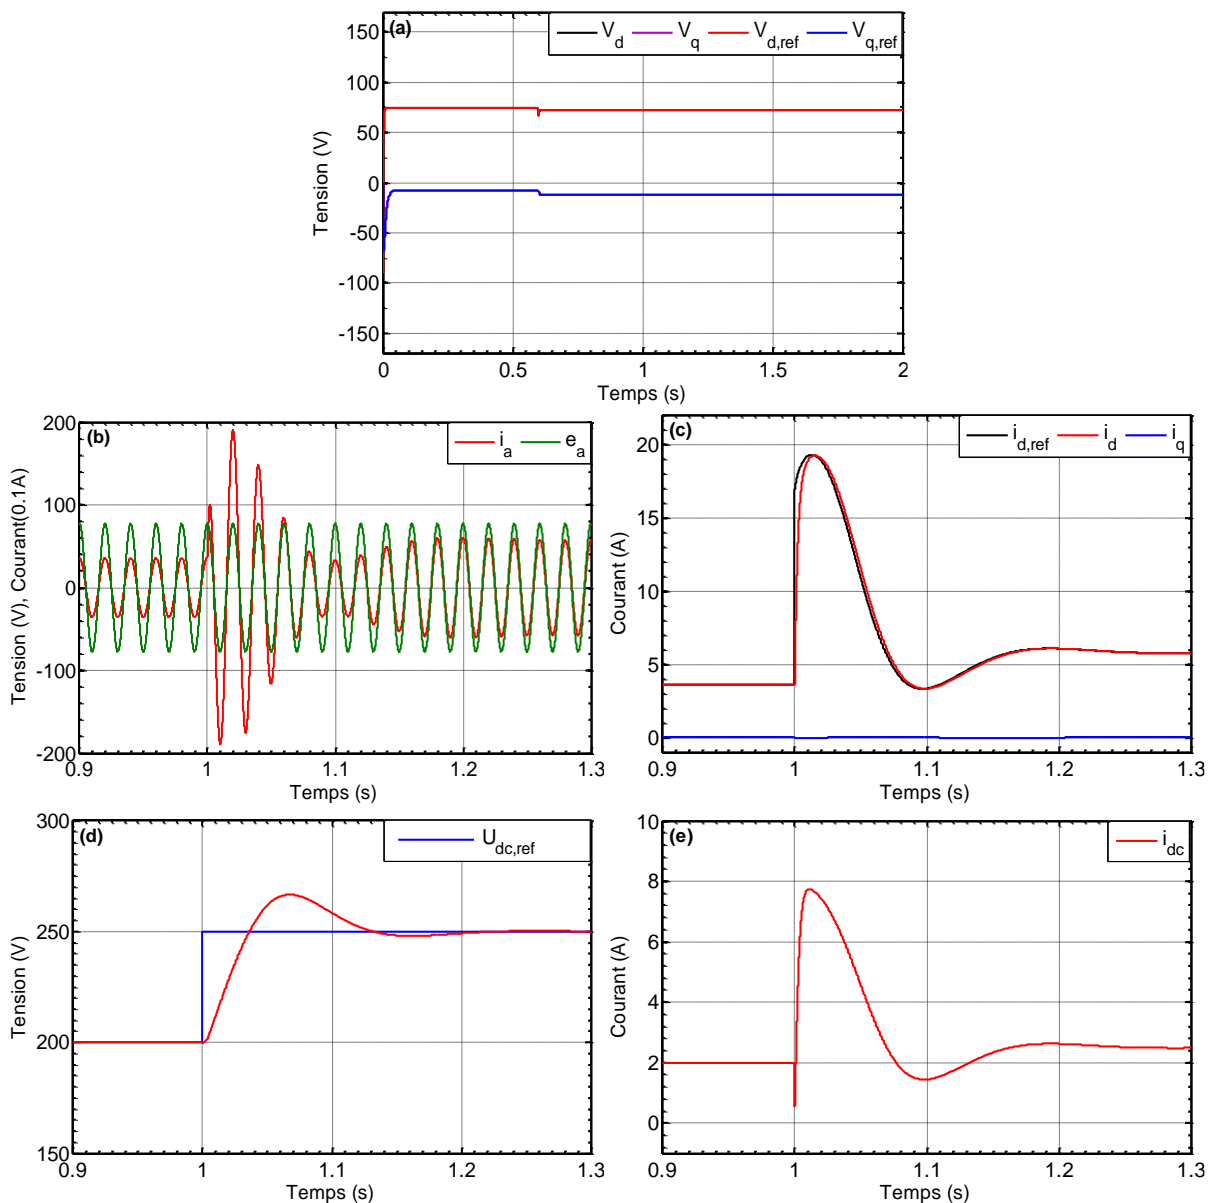 (a)
V_d V_q V_d,ref V_q,ref
150
100
50
0
-50
-100
-150
Tension (V)
0 0.5 1 1.5 2
Temps (s)
(b)
i_a e_a
200
100
0
-100
-200
Tension (V), Courant(0.1A)
0.9 1 1.1 1.2 1.3
Temps (s)
(c)
i_d,ref i_d i_q
20
15
10
5
0
Courant (A)
0.9 1 1.1 1.2 1.3
Temps (s)
(d)
U_dc,ref
300
250
200
150
Tension (V)
0.9 1 1.1 1.2 1.3
Temps (s)
(e)
i_dc
10
8
6
4
2
0
Courant (A)
0.9 1 1.1 1.2 1.3
Temps (s)